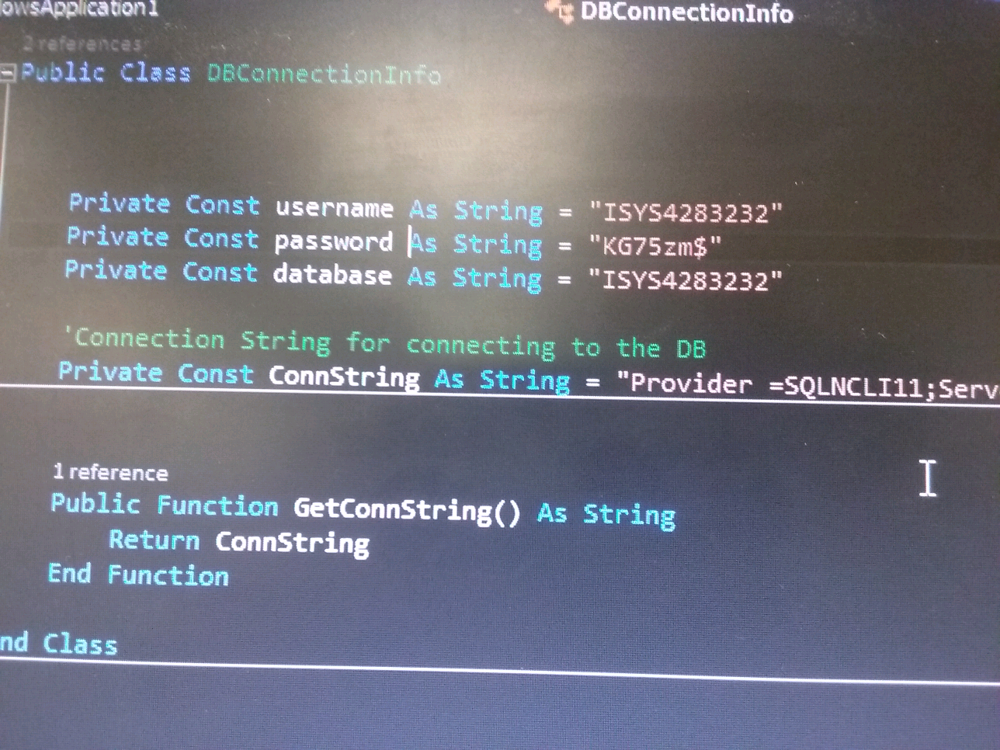 owsApplication1
DBConnectionInfo
2 references
Public Class DBConnectionInfo
Private Const username As String = "ISYS4283232"
Private Const password As String = "KG75zm$"
Private Const database As String = "ISYS4283232"
'Connection String for connecting to the DB
Private Const ConnString As String = "Provider =SQLNCLI11;Serv
1 reference
Public Function GetConnString() As String
Return ConnString
End Function
nd Class